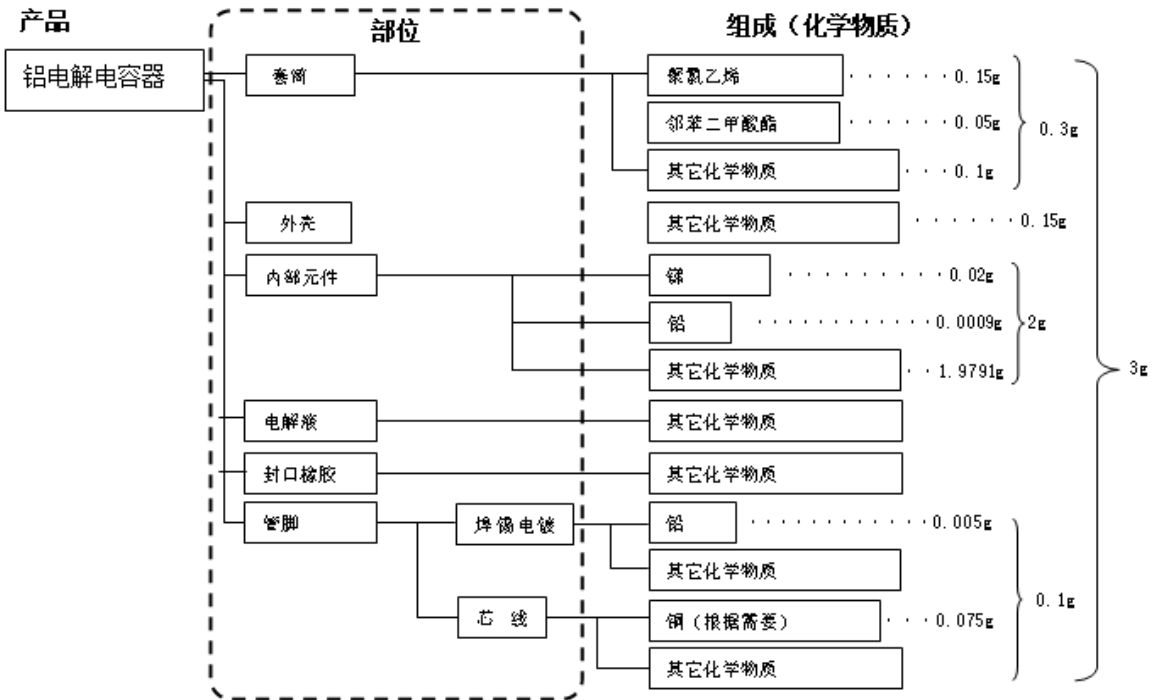 产品
部位
组成（化学物质）
铝电解电容器
套筒
聚氯乙烯
······ 0.15g
邻苯二甲酸酯
······ 0.05g
0.3g
其它化学物质
···0.1g
外壳
其它化学物质
······0.15g
内部元件
锑
·········0.02g
铅
············0.0009g
2g
其它化学物质
··1.9791g
3g
电解液
其它化学物质
封口橡胶
其它化学物质
管脚
焊锡电镀
铅
············0.005g
其它化学物质
0.1g
芯 线
铜（根据需要）
···0.075g
其它化学物质